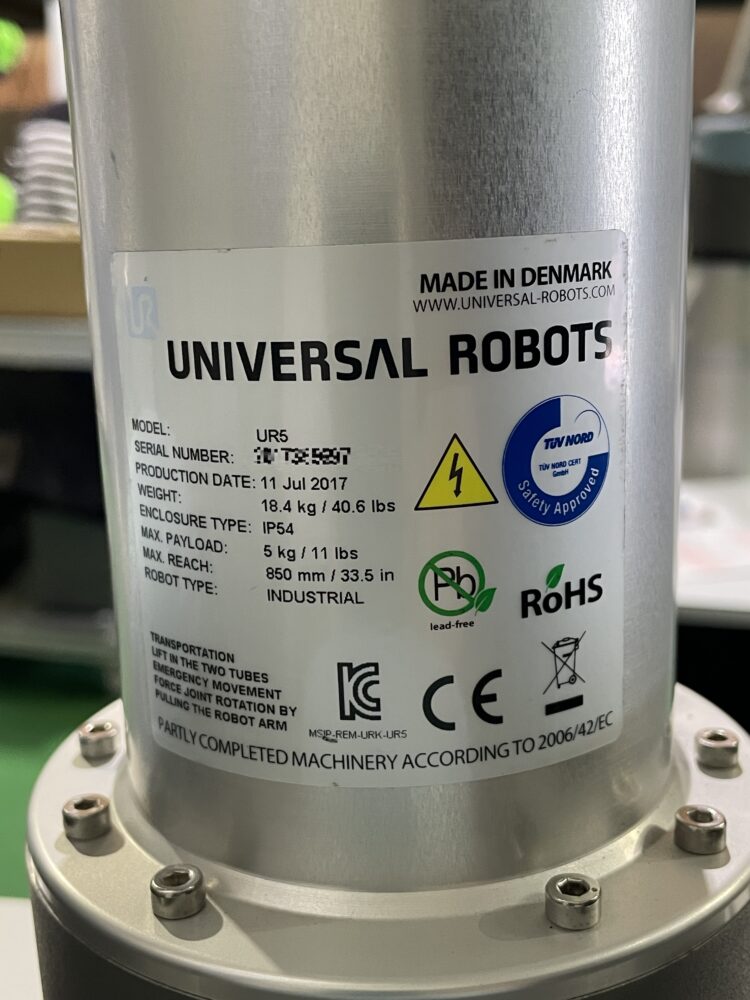 MADE IN DENMARK
WWW.UNIVERSAL-ROBOTS.COM
UR
UNIVERSAL ROBOTS
MODEL: UR5
SERIAL NUMBER:
PRODUCTION DATE: 11 Jul 2017
WEIGHT: 18.4 kg / 40.6 lbs
ENCLOSURE TYPE: IP54
MAX. PAYLOAD: 5 kg / 11 lbs
MAX. REACH: 850 mm / 33.5 in
ROBOT TYPE: INDUSTRIAL
TÜV NORD
TÜV NORD CERT
GmbH
Safety Approved
Pb
lead-free
RoHS
TRANSPORTATION
LIFT IN THE TWO TUBES
EMERGENCY MOVEMENT
FORCE JOINT ROTATION BY
PULLING THE ROBOT ARM
KC
MSIP-REM-URK-UR5
CE
PARTLY COMPLETED MACHINERY ACCORDING TO 2006/42/EC